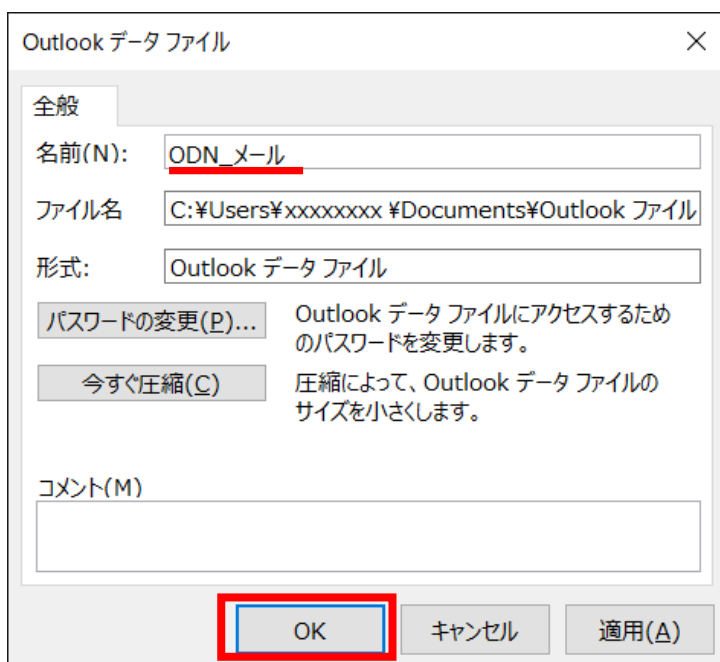 Outlook データ ファイル
全般
名前(N): ODN_メール
ファイル名 C:¥Users¥xxxxxxxx ¥Documents¥Outlook ファイル
形式: Outlook データ ファイル
パスワードの変更(P)... Outlook データ ファイルにアクセスするため
のパスワードを変更します。
今すぐ圧縮(C) 圧縮によって、Outlook データ ファイルの
サイズを小さくします。
コメント(M)
OK キャンセル 適用(A)